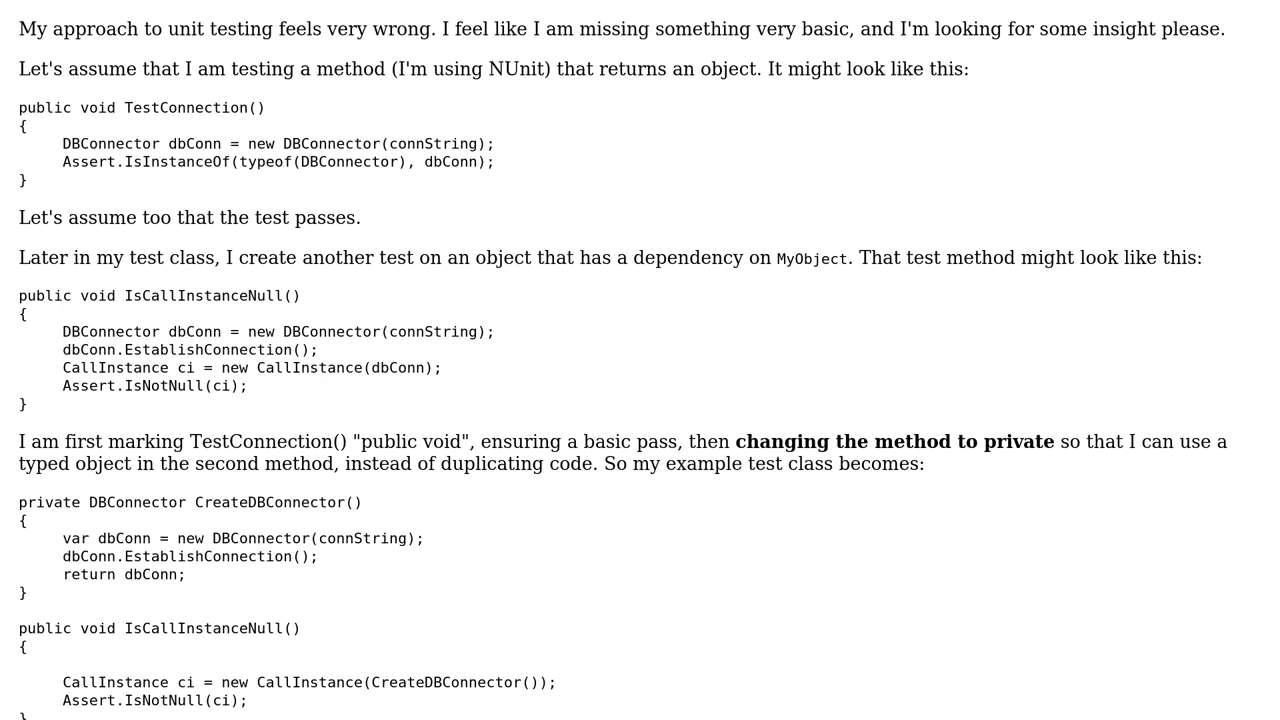 My approach to unit testing feels very wrong. I feel like I am missing something very basic, and I'm looking for some insight please.
Let's assume that I am testing a method (I'm using NUnit) that returns an object. It might look like this:
public void TestConnection()
{
     DBConnector dbConn = new DBConnector(connString);
     Assert.IsInstanceOf(typeof(DBConnector), dbConn);
}
Let's assume too that the test passes.
Later in my test class, I create another test on an object that has a dependency on MyObject. That test method might look like this:
public void IsCallInstanceNull()
{
     DBConnector dbConn = new DBConnector(connString);
     dbConn.EstablishConnection();
     CallInstance ci = new CallInstance(dbConn);
     Assert.IsNotNull(ci);
}
I am first marking TestConnection() "public void", ensuring a basic pass, then changing the method to private so that I can use a
typed object in the second method, instead of duplicating code. So my example test class becomes:
private DBConnector CreateDBConnector()
{
     var dbConn = new DBConnector(connString);
     dbConn.EstablishConnection();
     return dbConn;
}
public void IsCallInstanceNull()
{
     CallInstance ci = new CallInstance(CreateDBConnector());
     Assert.IsNotNull(ci);
}